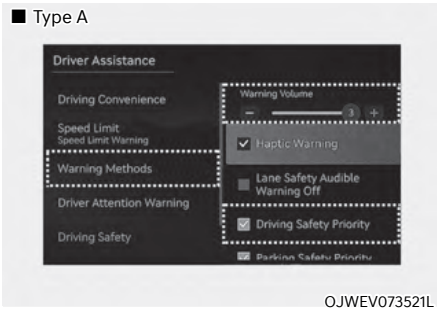 ■ Type A
Driver Assistance
Driving Convenience
Speed Limit
Speed Limit Warning
Warning Methods
Driver Attention Warning
Driving Safety
Warning Volume
− 3 +
Haptic Warning
Lane Safety Audible
Warning Off
Driving Safety Priority
Parking Safety Priority
OJWEV073521L